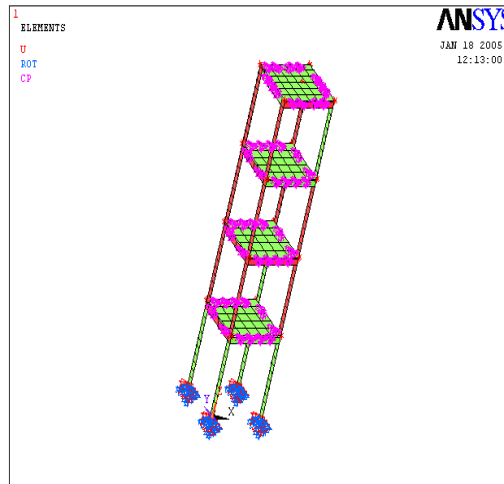 1
ELEMENTS
U
ROT
CP
ANSYS
JAN 18 2005
12:13:00
Y
Z
X